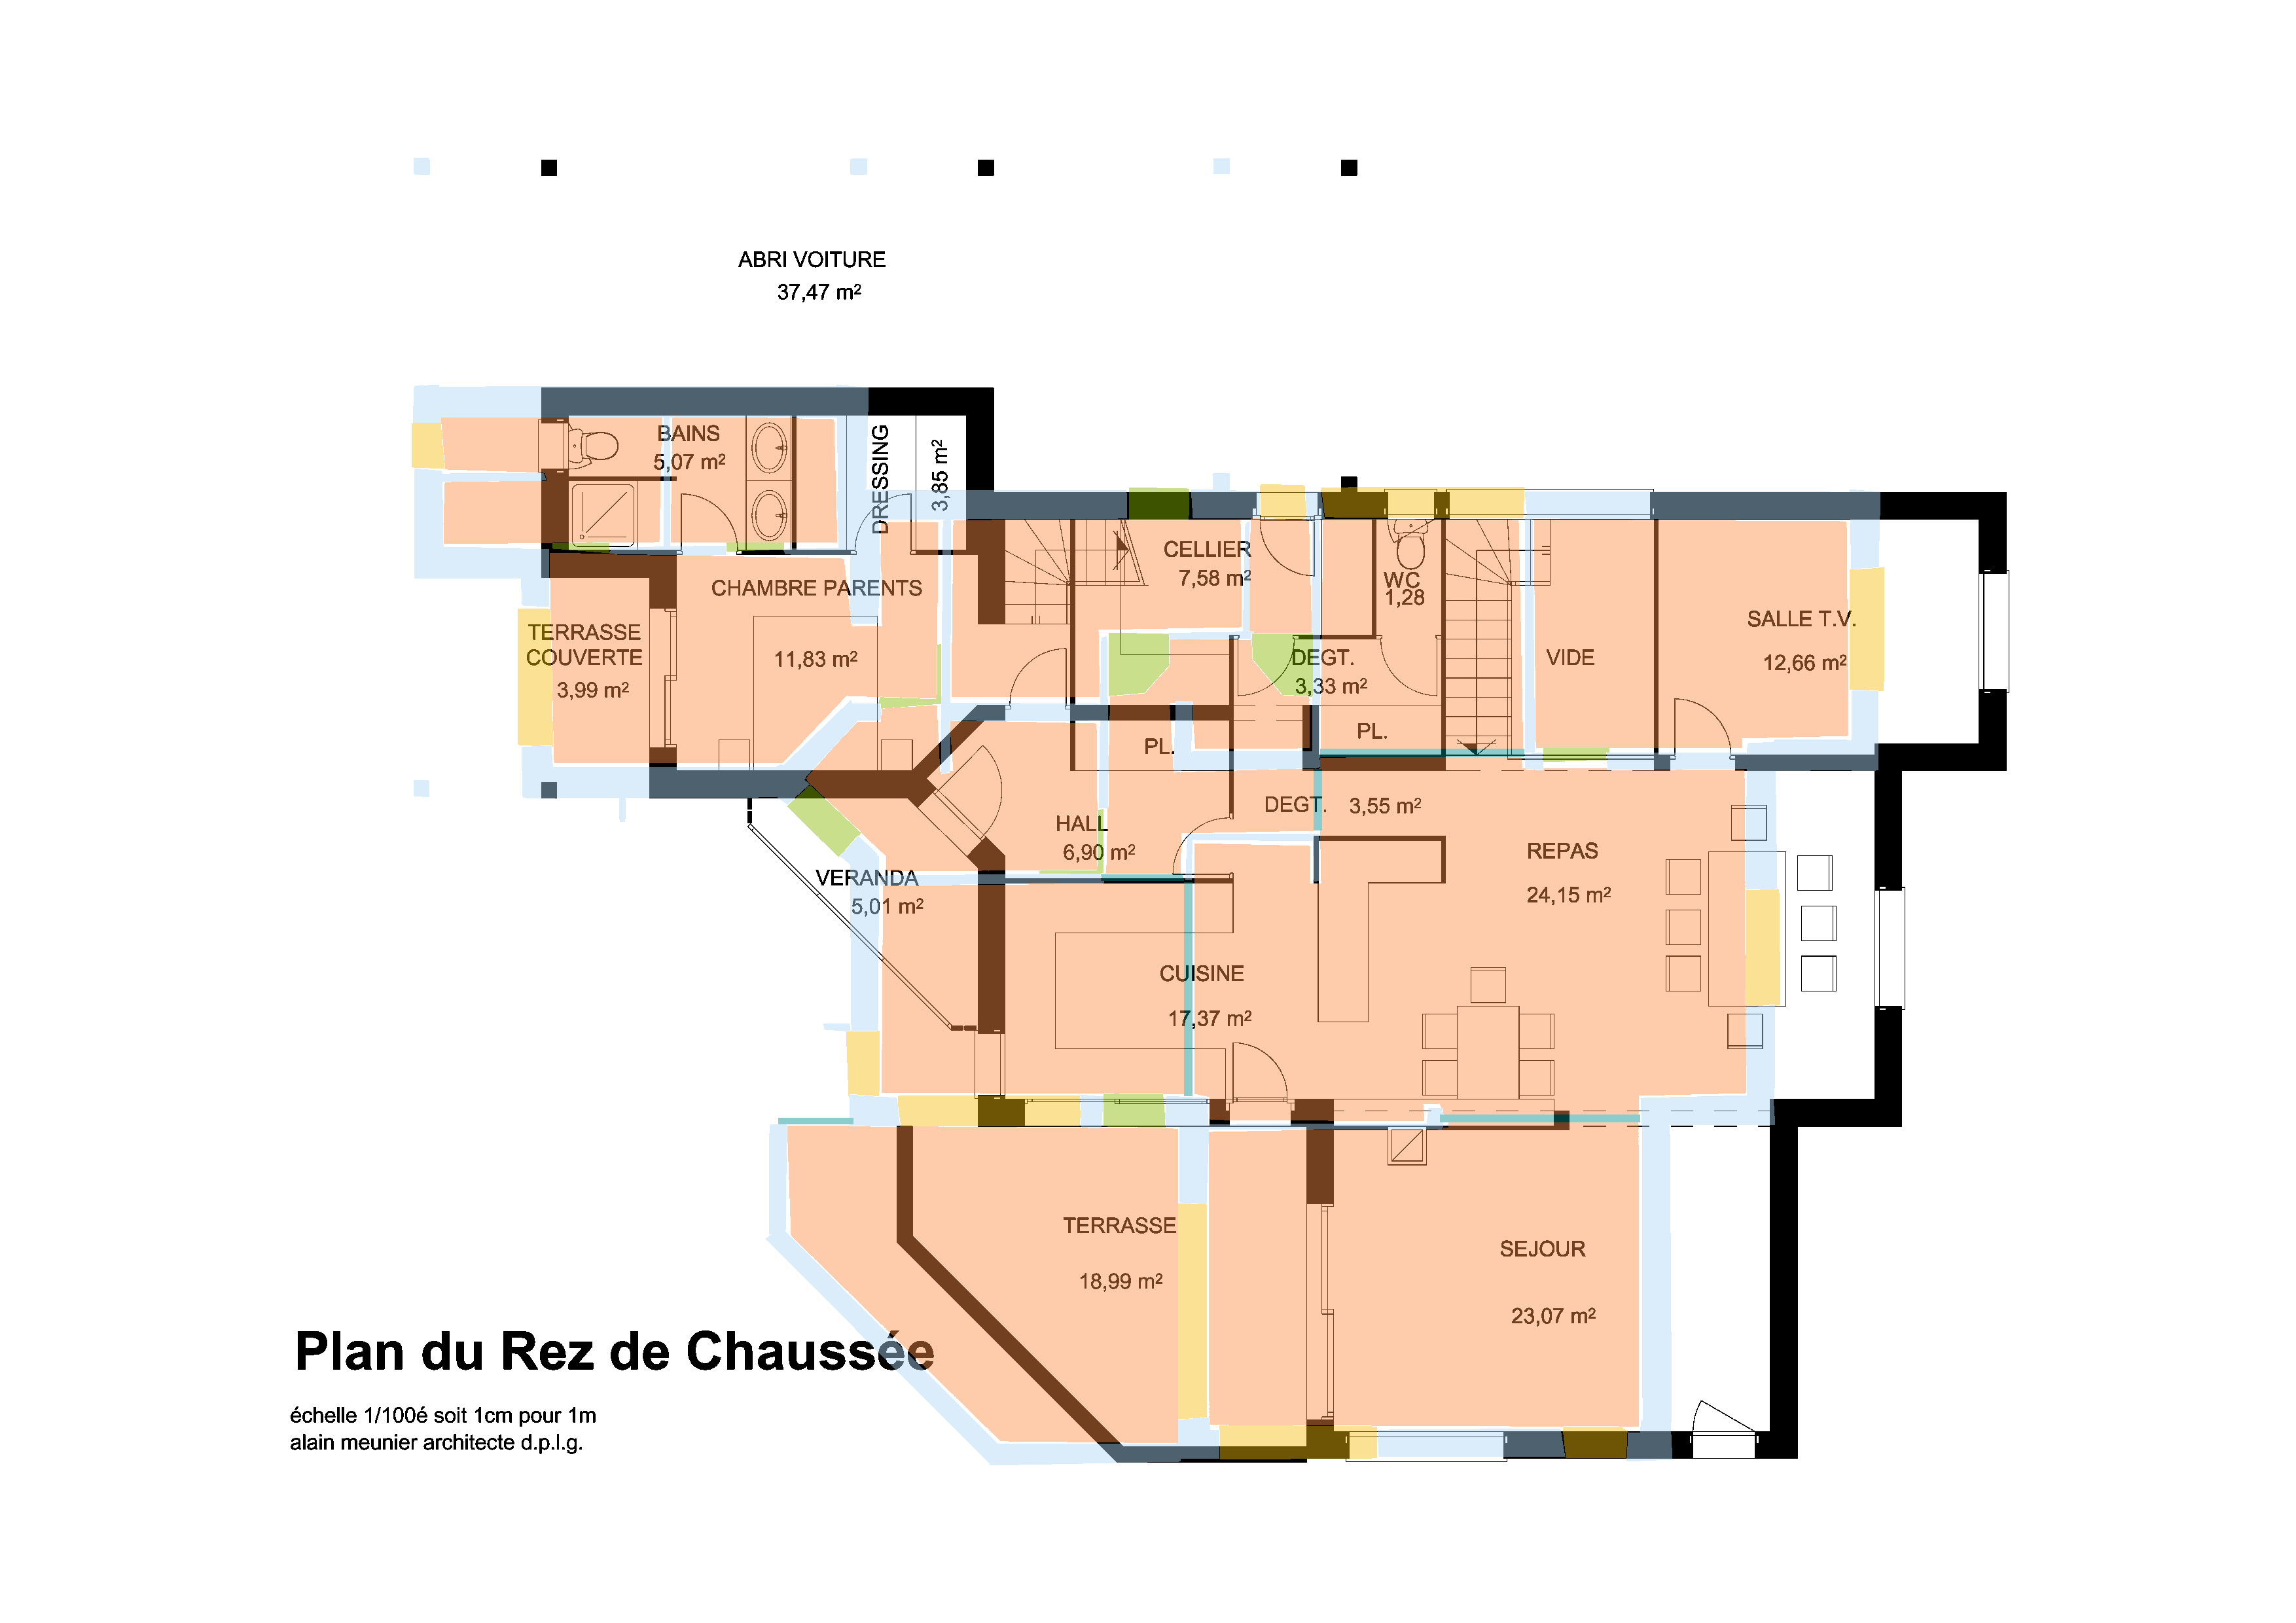 ABRI VOITURE
37,47 m²
BAINS
5,07 m²
DRESSING
3,85 m²
CHAMBRE PARENTS
11,83 m²
TERRASSE
COUVERTE
3,99 m²
CELLIER
7,58 m²
WC
1,28
DEGT.
3,33 m²
VIDE
SALLE T.V.
12,66 m²
PL.
PL.
DEGT. 3,55 m²
HALL
6,90 m²
VERANDA
5,01 m²
REPAS
24,15 m²
CUISINE
17,37 m²
TERRASSE
18,99 m²
SEJOUR
23,07 m²
Plan du Rez de Chaussée
échelle 1/100é soit 1cm pour 1m
alain meunier architecte d.p.l.g.